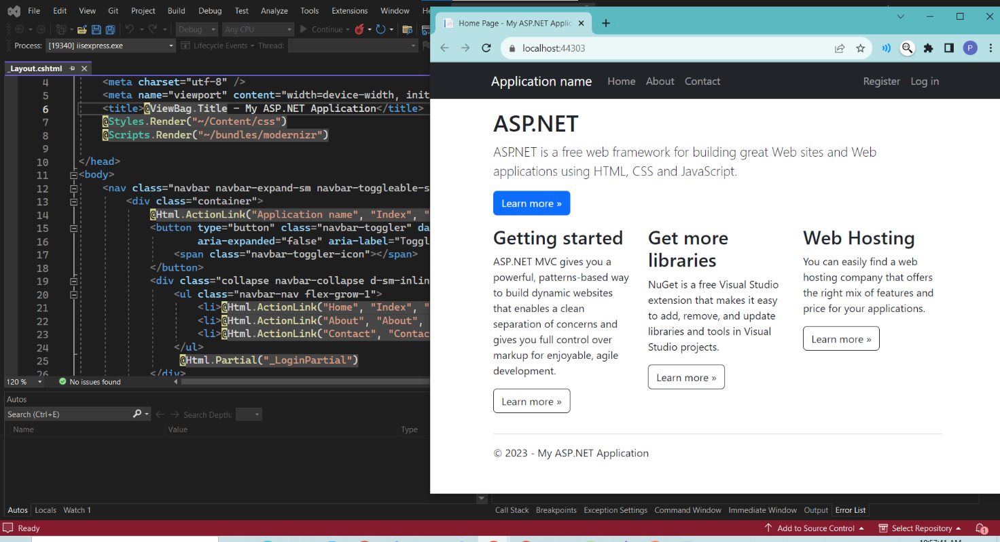 File Edit View Git Project Build Debug Test Analyze Tools Extensions Window
Debug Any CPU Continue
Process: [19340] iisexpress.exe Lifecycle Events Thread:
_Layout.cshtml
4 <meta charset="utf-8" />
5 <meta name="viewport" content="width=device-width, init
6 <title>@ViewBag.Title - My ASP.NET Application</title>
7 @Styles.Render("~/Content/css")
8 @Scripts.Render("~/bundles/modernizr")
9
10 </head>
11 <body>
12 <nav class="navbar navbar-expand-sm navbar-toggleable-s
13 <div class="container">
14 @Html.ActionLink("Application name", "Index", "
15 <button type="button" class="navbar-toggler" da
16 aria-expanded="false" aria-label="Toggl
17 <span class="navbar-toggler-icon"></span>
18 </button>
19 <div class="collapse navbar-collapse d-sm-inlin
20 <ul class="navbar-nav flex-grow-1">
21 <li>@Html.ActionLink("Home", "Index", "
22 <li>@Html.ActionLink("About", "About",
23 <li>@Html.ActionLink("Contact", "Contac
24 </ul>
25 @Html.Partial("_LoginPartial")
26 </div>
120 % No issues found
Autos
Search (Ctrl+E) Search Depth:
Name Value Type
Autos Locals Watch 1
Home Page - My ASP.NET Applic
localhost:44303 P
Application name Home About Contact Register Log in
ASP.NET
ASP.NET is a free web framework for building great Web sites and Web
applications using HTML, CSS and JavaScript.
Learn more »
Getting started
ASP.NET MVC gives you a
powerful, patterns-based way
to build dynamic websites
that enables a clean
separation of concerns and
gives you full control over
markup for enjoyable, agile
development.
Learn more »
Get more
libraries
NuGet is a free Visual Studio
extension that makes it easy
to add, remove, and update
libraries and tools in Visual
Studio projects.
Learn more »
Web Hosting
You can easily find a web
hosting company that offers
the right mix of features and
price for your applications.
Learn more »
© 2023 - My ASP.NET Application
Call Stack Breakpoints Exception Settings Command Window Immediate Window Output Error List
Ready Add to Source Control Select Repository 1